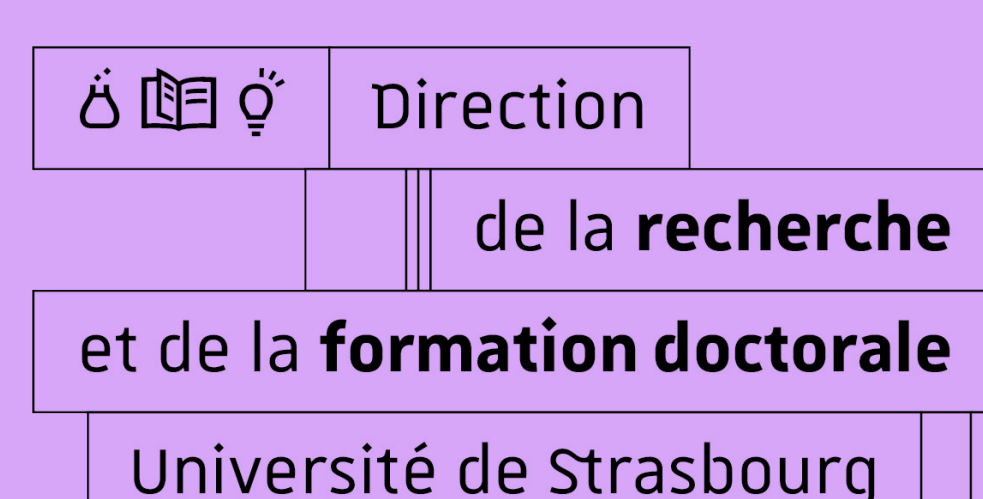 Direction
de la recherche
et de la formation doctorale
Université de Strasbourg